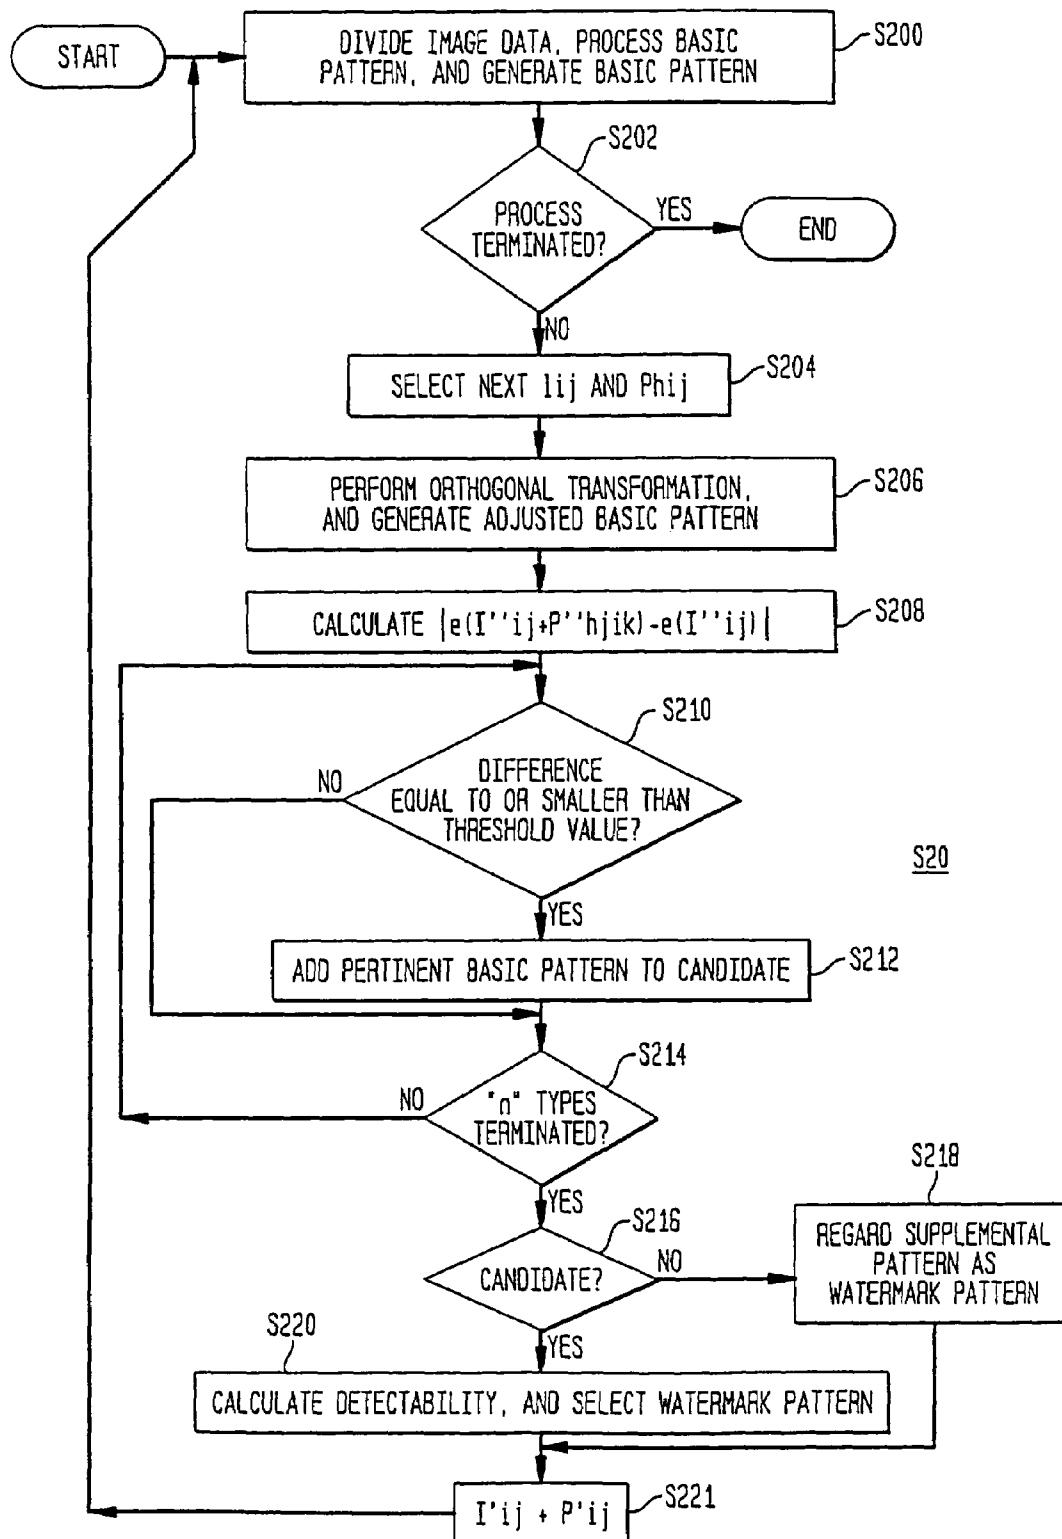 START
DIVIDE IMAGE DATA, PROCESS BASIC
PATTERN, AND GENERATE BASIC PATTERN
S200
S202
PROCESS
TERMINATED?
YES
END
NO
SELECT NEXT lij AND Phij
S204
PERFORM ORTHOGONAL TRANSFORMATION,
AND GENERATE ADJUSTED BASIC PATTERN
S206
CALCULATE |e(I''ij+P''hjik)-e(I''ij)|
S208
S210
NO
DIFFERENCE
EQUAL TO OR SMALLER THAN
THRESHOLD VALUE?
S20
YES
ADD PERTINENT BASIC PATTERN TO CANDIDATE
S212
S214
NO
"n" TYPES
TERMINATED?
YES
S216
CANDIDATE?
NO
S218
REGARD SUPPLEMENTAL
PATTERN AS
WATERMARK PATTERN
S220
YES
CALCULATE DETECTABILITY, AND SELECT WATERMARK PATTERN
I'ij + P'ij
S221